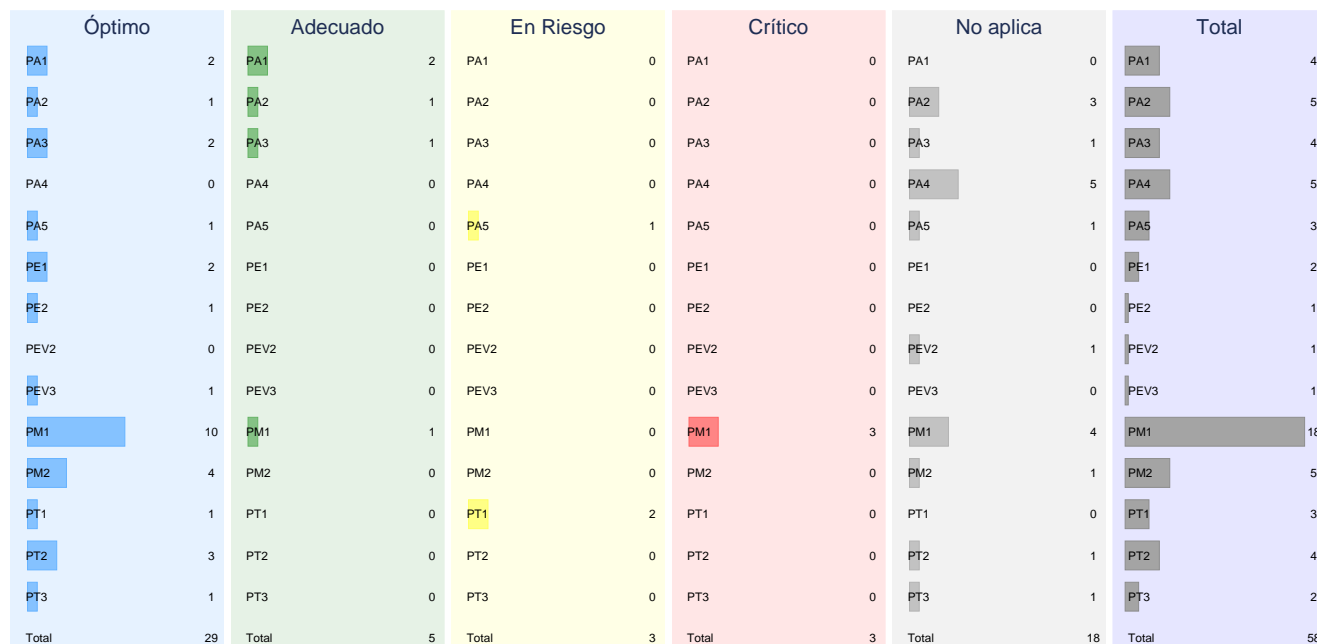 Óptimo Adecuado En Riesgo Crítico No aplica Total
PA1 2 PA1 2 PA1 0 PA1 0 PA1 0 PA1 4
PA2 1 PA2 1 PA2 0 PA2 0 PA2 3 PA2 5
PA3 2 PA3 1 PA3 0 PA3 0 PA3 1 PA3 4
PA4 0 PA4 0 PA4 0 PA4 0 PA4 5 PA4 5
PA5 1 PA5 0 PA5 1 PA5 0 PA5 1 PA5 3
PE1 2 PE1 0 PE1 0 PE1 0 PE1 0 PE1 2
PE2 1 PE2 0 PE2 0 PE2 0 PE2 0 PE2 1
PEV2 0 PEV2 0 PEV2 0 PEV2 0 PEV2 1 PEV2 1
PEV3 1 PEV3 0 PEV3 0 PEV3 0 PEV3 0 PEV3 1
PM1 10 PM1 1 PM1 0 PM1 3 PM1 4 PM1 18
PM2 4 PM2 0 PM2 0 PM2 0 PM2 1 PM2 5
PT1 1 PT1 0 PT1 2 PT1 0 PT1 0 PT1 3
PT2 3 PT2 0 PT2 0 PT2 0 PT2 1 PT2 4
PT3 1 PT3 0 PT3 0 PT3 0 PT3 1 PT3 2
Total 29 Total 5 Total 3 Total 3 Total 18 Total 58